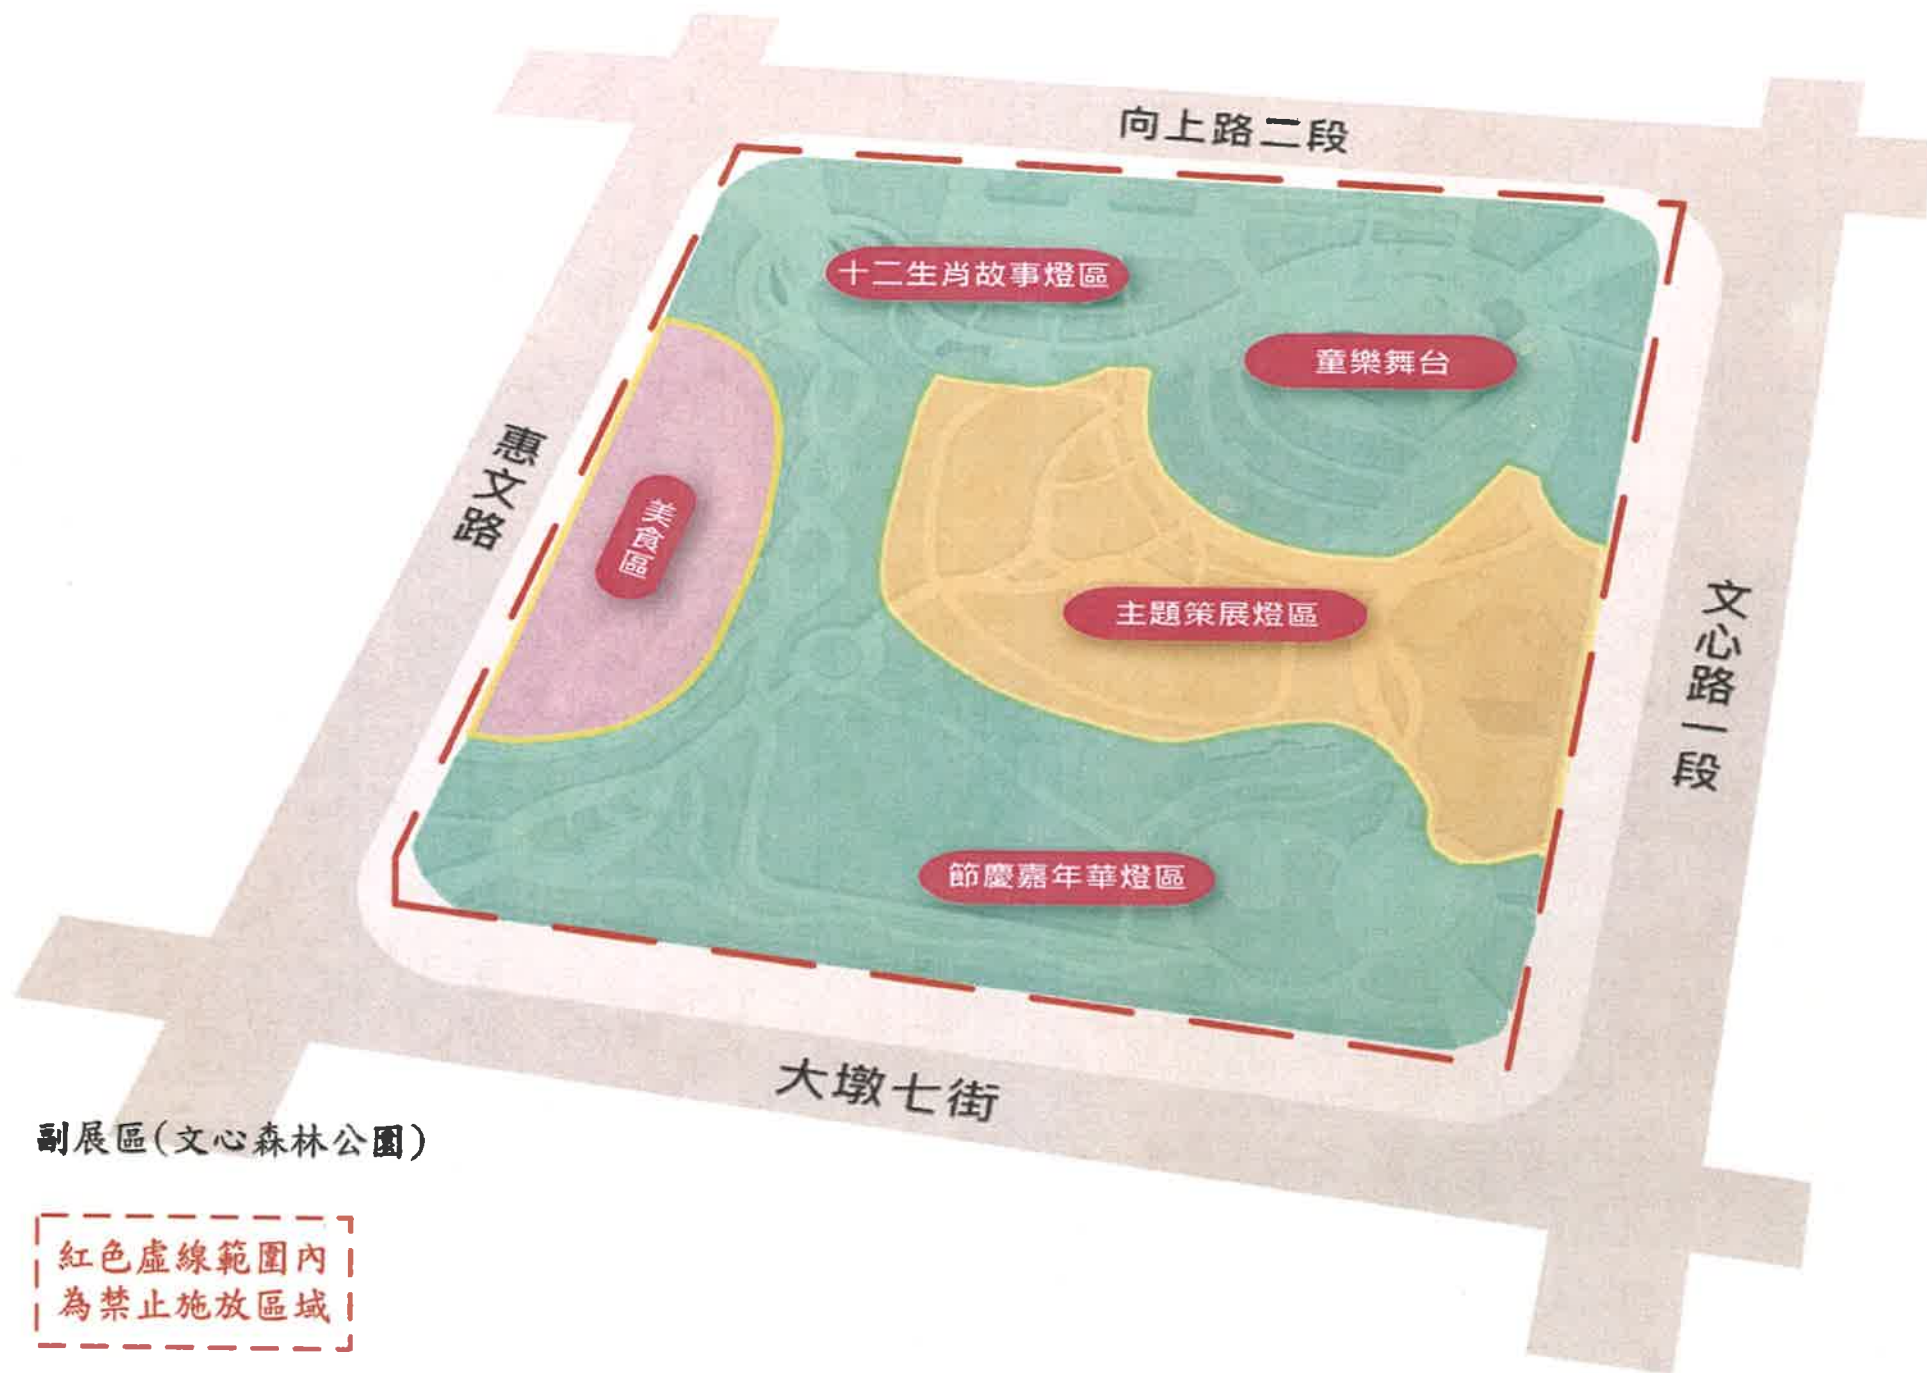 向上路二段
十二生肖故事燈區
童樂舞台
惠文路
美食區
主題策展燈區
文心路一段
節慶嘉年華燈區
大墩七街
副展區(文心森林公園)
紅色虛線範圍內
為禁止施放區域